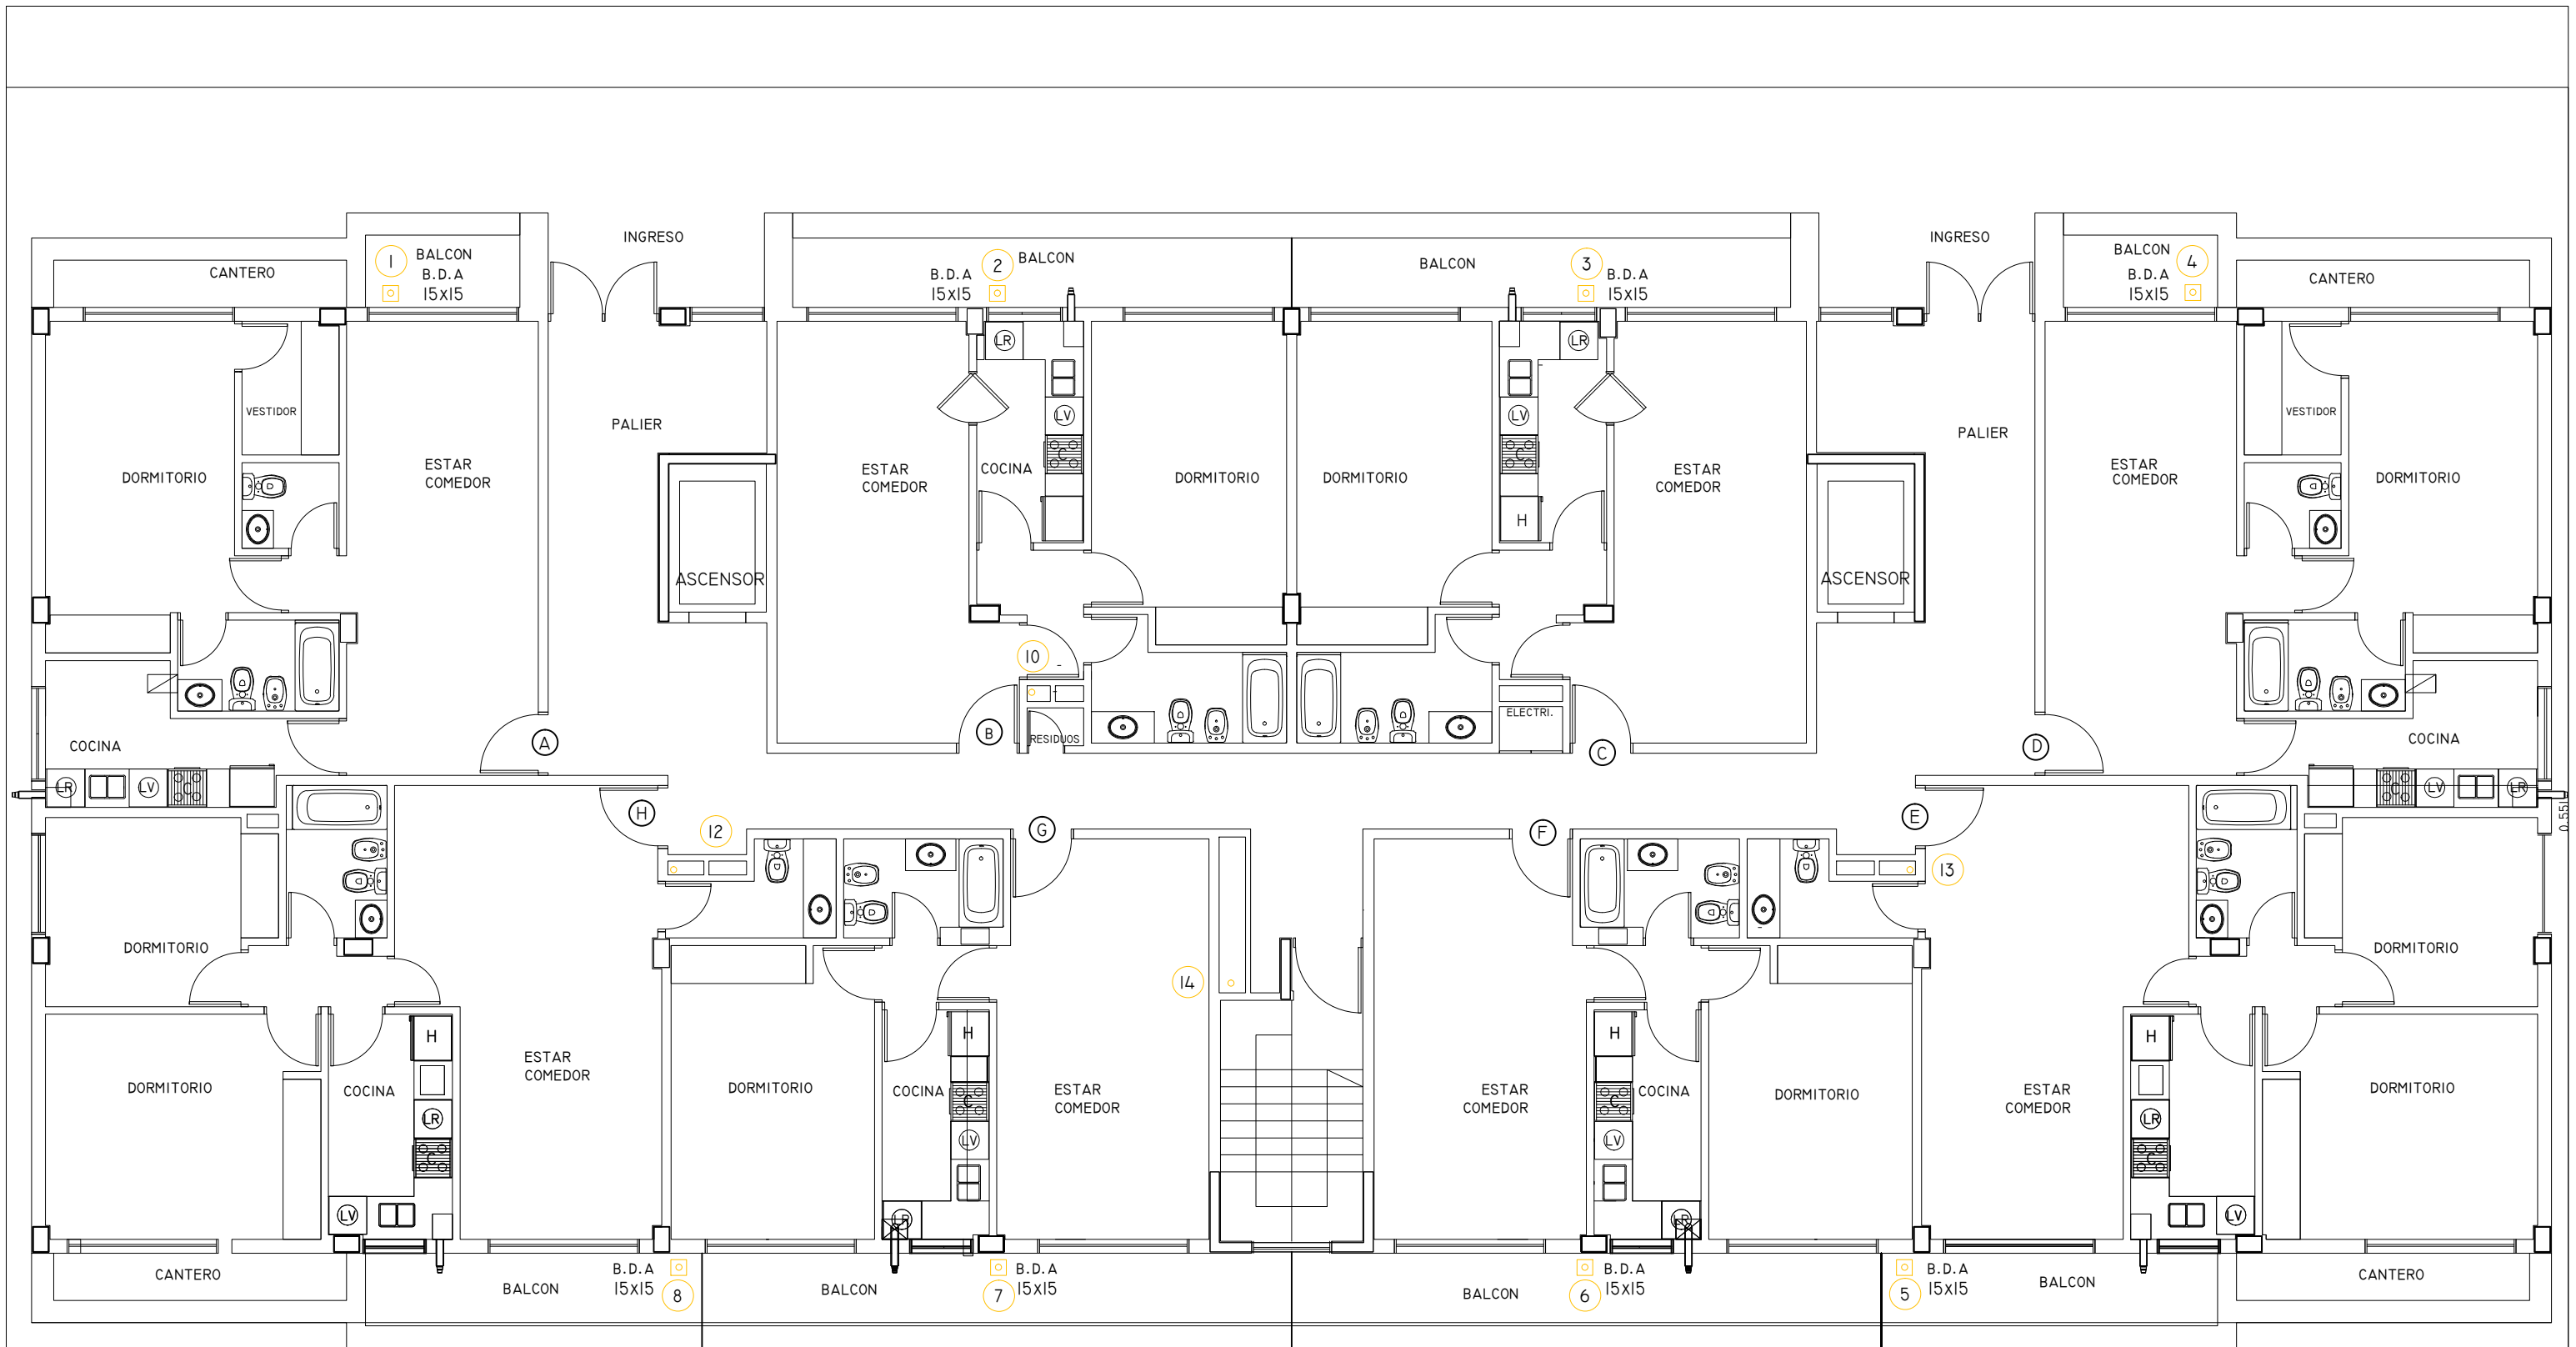 INGRESO
INGRESO
1
BALCON
B.D.A
15x15
CANTERO
B.D.A
15x15
2
BALCON
BALCON
3
B.D.A
15x15
BALCON
B.D.A
15x15
4
CANTERO
LR
LR
VESTIDOR
PALIER
LV
LV
PALIER
VESTIDOR
DORMITORIO
ESTAR
COMEDOR
ESTAR
COMEDOR
COCINA
C
DORMITORIO
DORMITORIO
C
ESTAR
COMEDOR
ESTAR
COMEDOR
DORMITORIO
H
ASCENSOR
ASCENSOR
10
ELECTRI.
COCINA
A
B
RESIDUOS
C
D
COCINA
LR
LV
C
C
LV
LR
0.551
H
12
G
F
E
13
DORMITORIO
14
DORMITORIO
H
H
H
H
DORMITORIO
COCINA
ESTAR
COMEDOR
DORMITORIO
COCINA
ESTAR
COMEDOR
ESTAR
COMEDOR
COCINA
DORMITORIO
ESTAR
COMEDOR
DORMITORIO
LR
C
C
C
LR
C
LV
LV
LV
LR
LR
LV
CANTERO
BALCON
B.D.A
15x15
8
BALCON
7
B.D.A
15x15
BALCON
6
B.D.A
15x15
5
B.D.A
15x15
BALCON
CANTERO